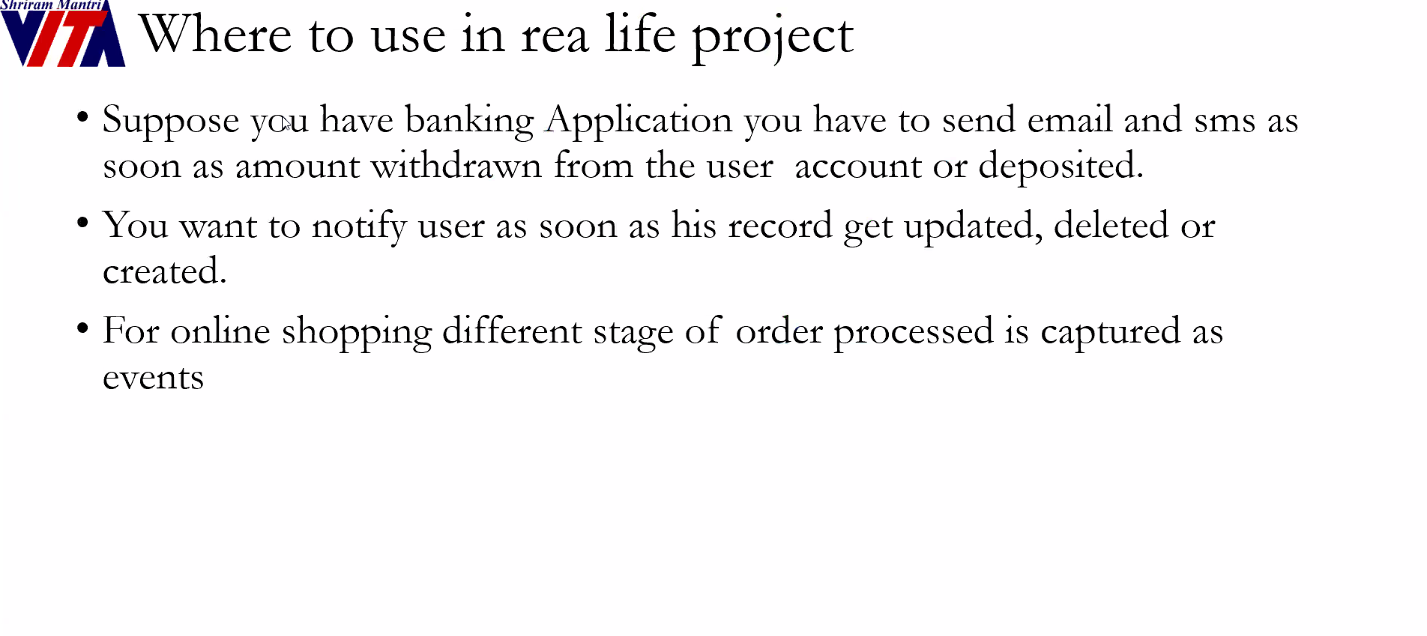 Shriram Mantri
VITA
Where to use in rea life project
• Suppose you have banking Application you have to send email and sms as
soon as amount withdrawn from the user account or deposited.
• You want to notify user as soon as his record get updated, deleted or
created.
• For online shopping different stage of order processed is captured as
events